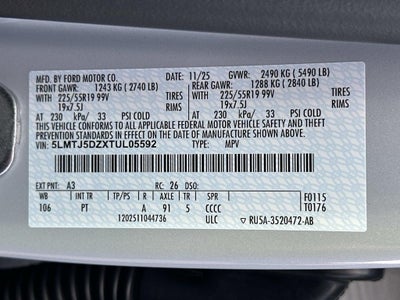 MFD. BY FORD MOTOR CO. 11/25 GVWR: 2490 KG (5490 LB)
FRONT GAWR: 1243 KG (2740 LB) REAR GAWR: 1288 KG (2840 LB)
WITH 225/55R19 99V TIRES WITH 225/55R19 99V TIRES
19x7.5J RIMS 19x7.5J RIMS
AT 230 kPa/ 33 PSI COLD AT 230 kPa/ 33 PSI COLD
THIS VEHICLE CONFORMS TO ALL APPLICABLE FEDERAL MOTOR VEHICLE SAFETY AND THEFT
PREVENTION STANDARDS IN EFFECT ON THE DATE OF MANUFACTURE SHOWN ABOVE.
VIN: 5LMTJ5DZXTUL05592 TYPE: MPV
EXT PNT: A3 RC: 26 DSO:
WB INT TR TP/PS R AXLE TR SPR F0115
106 PT A 91 5 CCCC T0176
1202511044736 ULC RU5A-3520472-AB